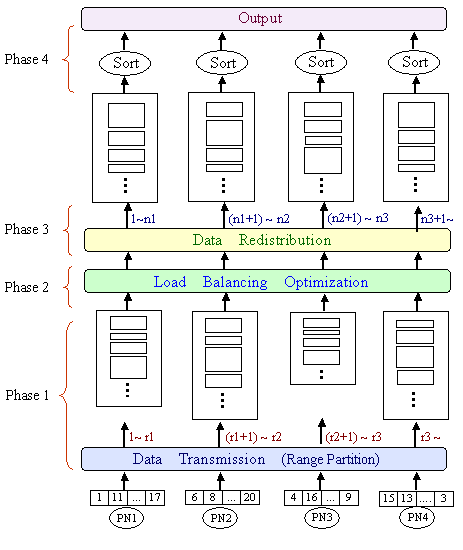 Output
Phase 4
Sort Sort Sort Sort
Phase 3
1~n1 (n1+1) ~ n2 (n2+1) ~ n3 n3+1~
Data Redistribution
Phase 2
Load Balancing Optimization
Phase 1
1~ r1 (r1+1) ~ r2 (r2+1) ~ r3 r3 ~
Data Transmission (Range Partition)
1 11 ... 17 6 8 ... 20 4 16 ... 9 15 13 .... 3
PN1 PN2 PN3 PN4